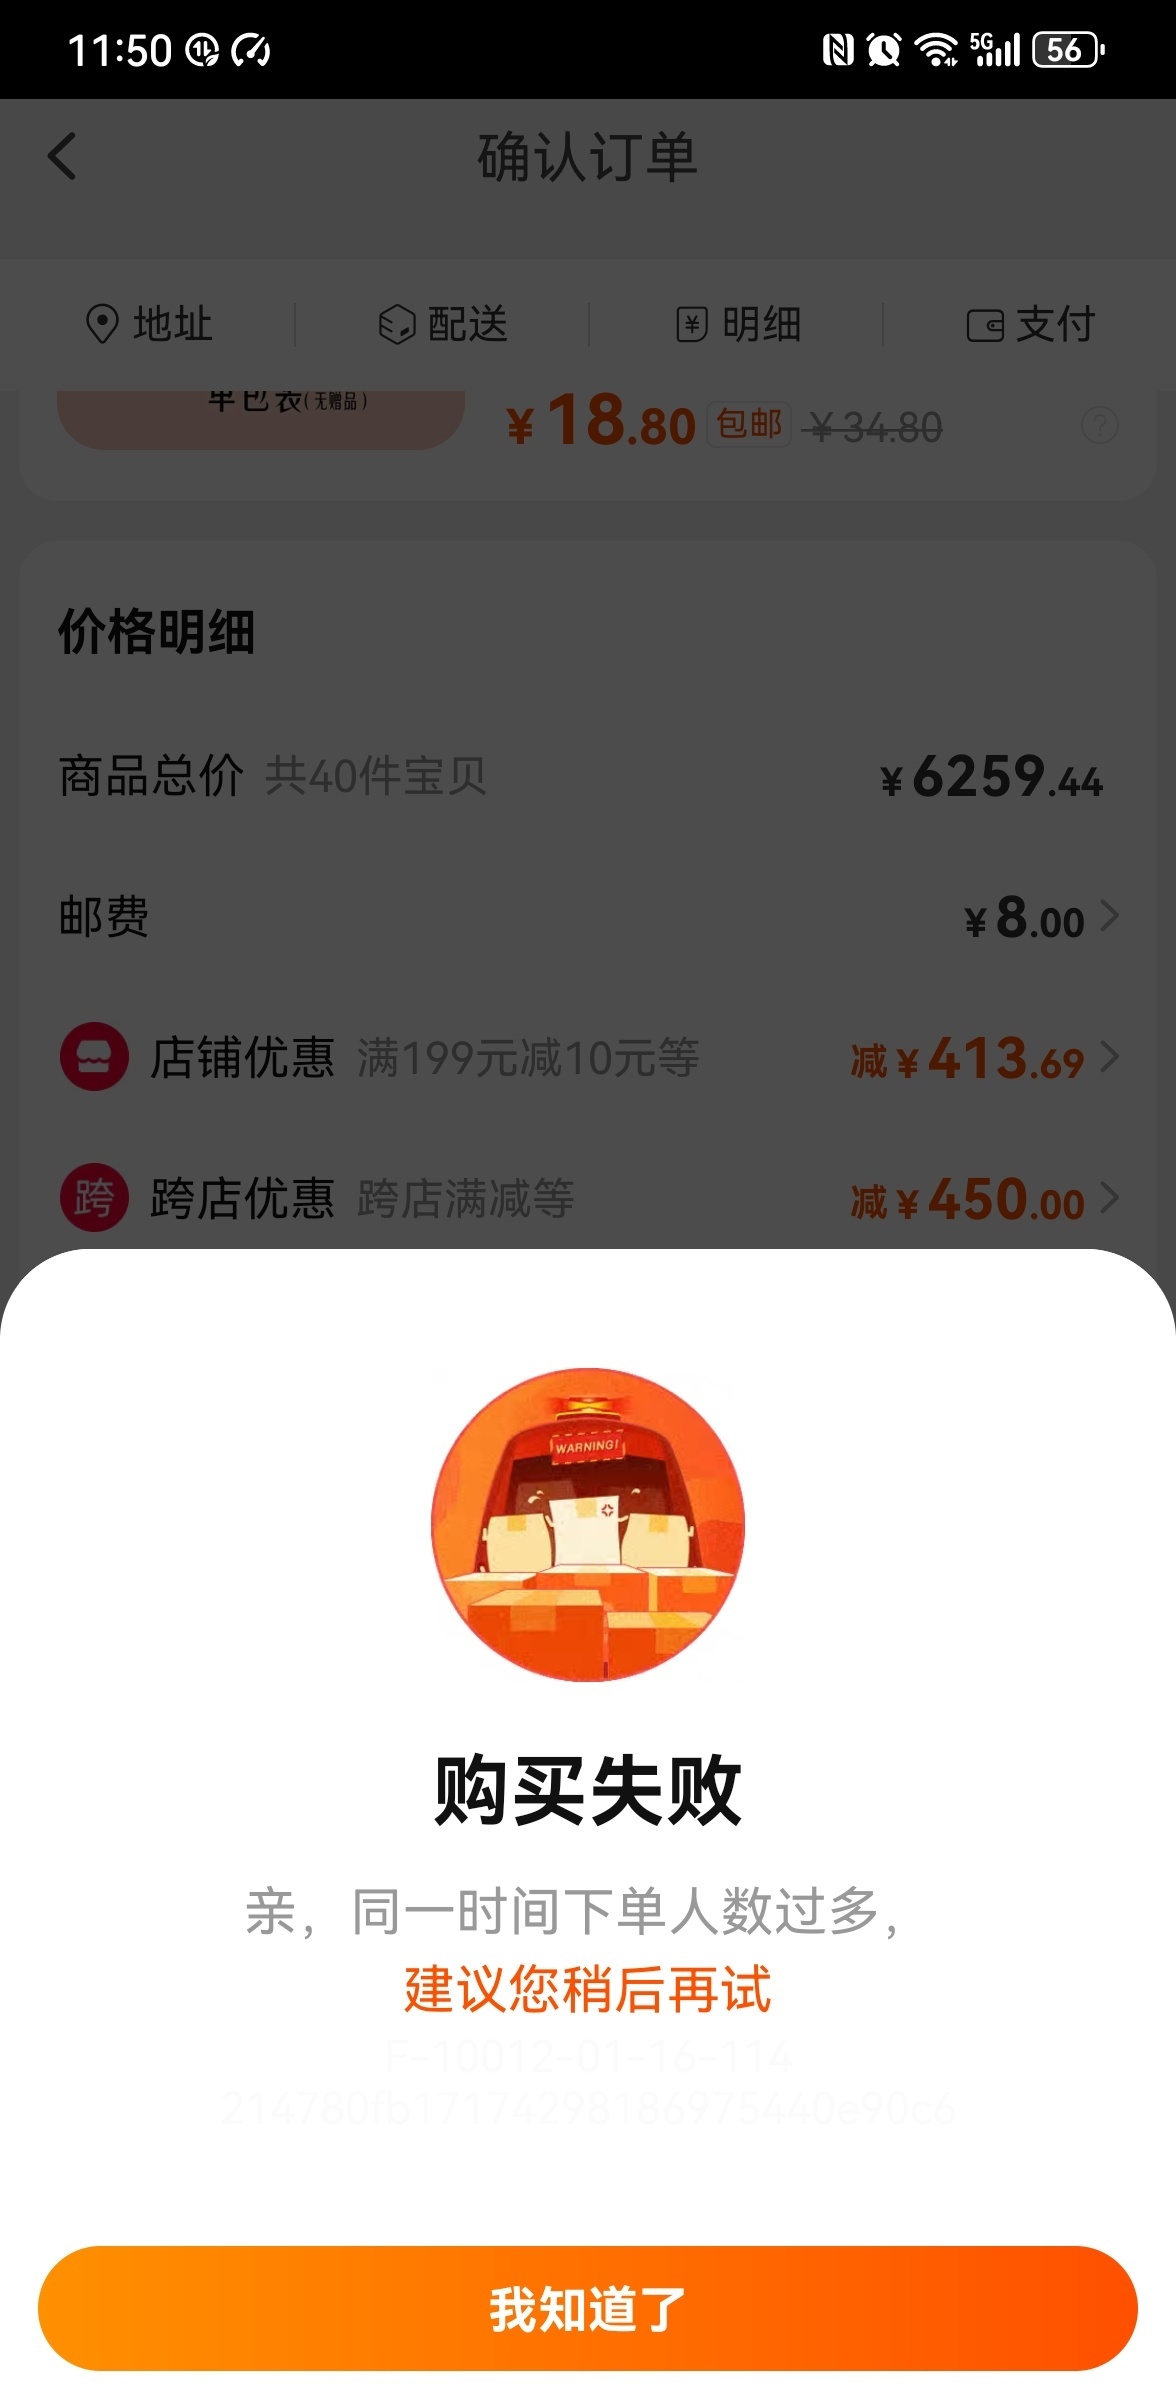 11:50
5G
56
确认订单
地址
配送
明细
支付
单包装(无赠品)
¥18.80 包邮 ¥34.80
价格明细
商品总价 共40件宝贝 ¥6259.44
邮费 ¥8.00
店铺优惠 满199元减10元等 减¥413.69
跨 跨店优惠 跨店满减等 减¥450.00
WARNING!
购买失败
亲，同一时间下单人数过多，
建议您稍后再试
F-10012-01-16-114
214780fb17174298186975440e90c6
我知道了